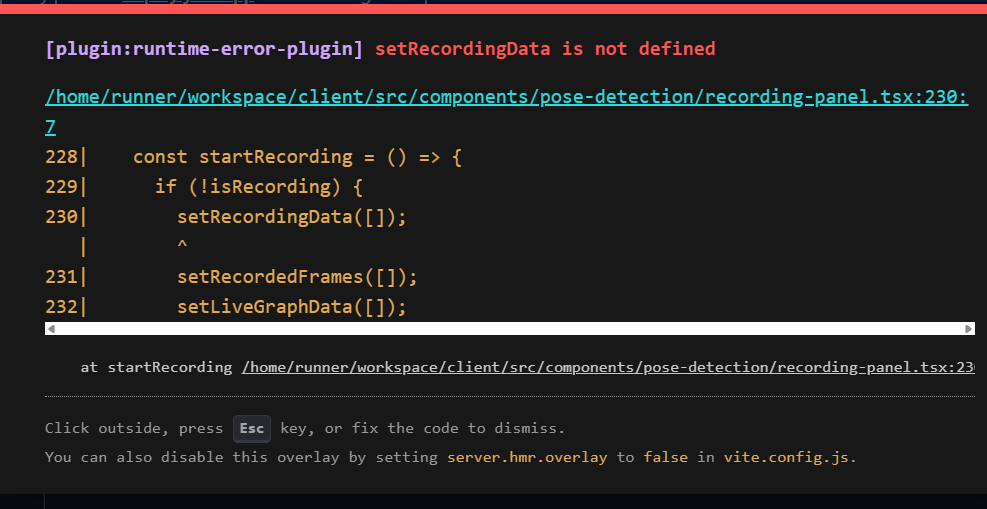 [plugin:runtime-error-plugin] setRecordingData is not defined
/home/runner/workspace/client/src/components/pose-detection/recording-panel.tsx:230:
7
228|    const startRecording = () => {
229|      if (!isRecording) {
230|        setRecordingData([]);
   |        ^
231|        setRecordedFrames([]);
232|        setLiveGraphData([]);
at startRecording /home/runner/workspace/client/src/components/pose-detection/recording-panel.tsx:23
Click outside, press Esc key, or fix the code to dismiss.
You can also disable this overlay by setting server.hmr.overlay to false in vite.config.js.